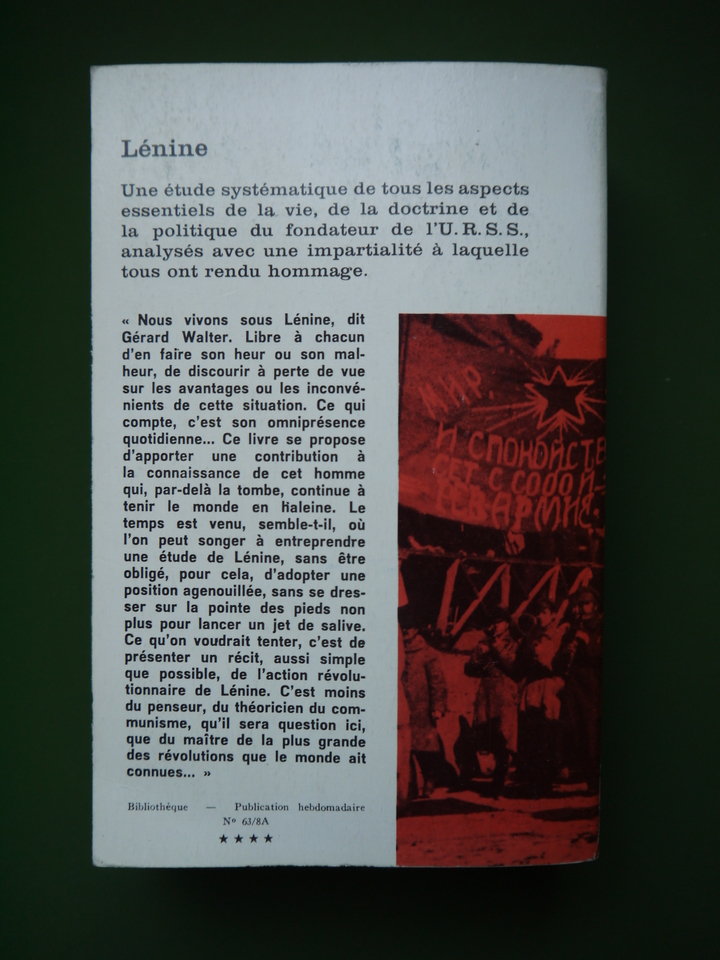 Lénine
Une étude systématique de tous les aspects
essentiels de la vie, de la doctrine et de
la politique du fondateur de l'U.R.S.S.,
analysés avec une impartialité à laquelle
tous ont rendu hommage.
« Nous vivons sous Lénine, dit
Gérard Walter. Libre à chacun
d'en faire son heur ou son mal-
heur, de discourir à perte de vue
sur les avantages ou les inconvé-
nients de cette situation. Ce qui
compte, c'est son omniprésence
quotidienne... Ce livre se propose
d'apporter une contribution à
la connaissance de cet homme
qui, par-delà la tombe, continue à
tenir le monde en haleine. Le
temps est venu, semble-t-il, où
l'on peut songer à entreprendre
une étude de Lénine, sans être
obligé, pour cela, d'adopter une
position agenouillée, sans se dres-
ser sur la pointe des pieds non
plus pour lancer un jet de salive.
Ce qu'on voudrait tenter, c'est de
présenter un récit, aussi simple
que possible, de l'action révolu-
tionnaire de Lénine. C'est moins
du penseur, du théoricien du com-
munisme, qu'il sera question ici,
que du maître de la plus grande
des révolutions que le monde ait
connues... »
Bibliothèque — Publication hebdomadaire
Nº 63/8A
★★★★
МИР
И СПОКОЙСТВ
СЕТ С СОБОЙ